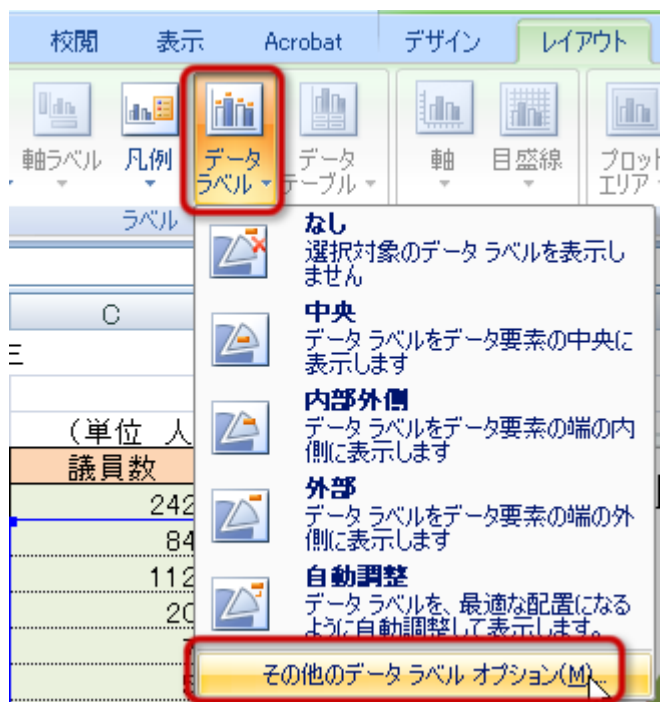 校閲 表示 Acrobat デザイン レイアウト
軸ラベル 凡例 データ ラベル データ テーブル 軸 目盛線 プロット エリア
ラベル
なし
選択対象のデータ ラベルを表示し
ません
C
中央
データ ラベルをデータ要素の中央に
表示します
内部外側
(単位 人
データ ラベルをデータ要素の端の内
側に表示します
議員数
外部
242
データ ラベルをデータ要素の端の外
84
側に表示します
112
自動調整
データ ラベルを、最適な配置になる
20
ように自動調整して表示します。
その他のデータ ラベル オプション(M)...